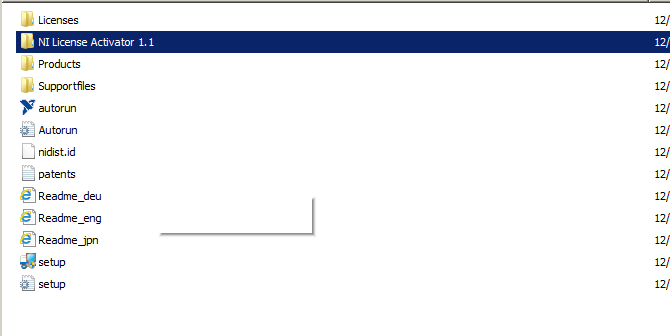 Licenses 12/
NI License Activator 1.1 12/
Products 12/
Supportfiles 12/
autorun 12/
Autorun 12/
nidist.id 12/
patents 12/
Readme_deu 12/
Readme_eng 12/
Readme_jpn 12/
setup 12/
setup 12/